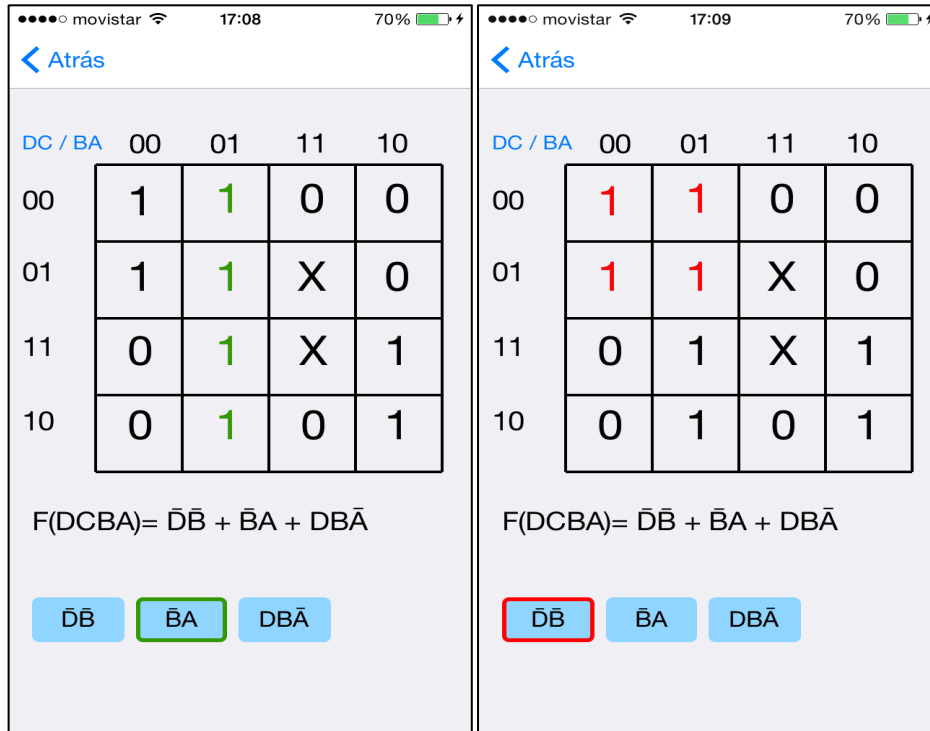 movistar 17:08 70%
Atrás
DC / BA 00 01 11 10
00 1 1 0 0
01 1 1 X 0
11 0 1 X 1
10 0 1 0 1
F(DCBA)= D̄B̄ + B̄A + DBĀ
D̄B̄ B̄A DBĀ
movistar 17:09 70%
Atrás
DC / BA 00 01 11 10
00 1 1 0 0
01 1 1 X 0
11 0 1 X 1
10 0 1 0 1
F(DCBA)= D̄B̄ + B̄A + DBĀ
D̄B̄ B̄A DBĀ